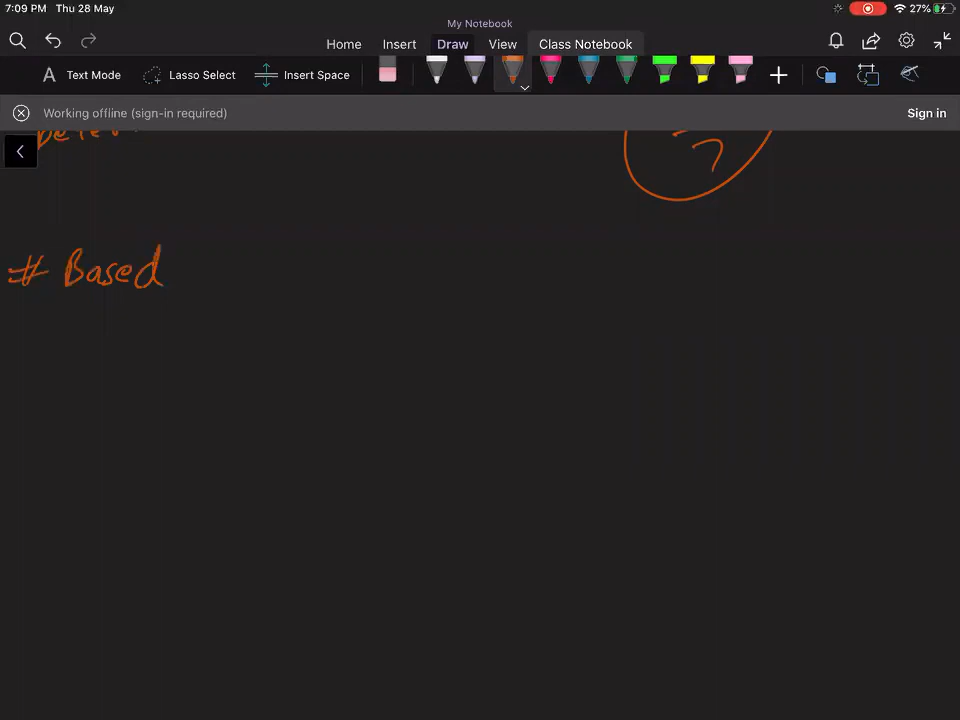 7:09 PM Thu 28 May 27%
My Notebook
Home Insert Draw View Class Notebook
Text Mode Lasso Select Insert Space
Working offline (sign-in required) Sign in
7
# Based